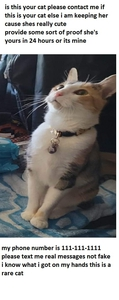 is this your cat please contact me if
this is your cat else i am keeping her
cause shes really cute
provide some sort of proof she's
yours in 24 hours or its mine
my phone number is 111-111-1111
please text me real messages not fake
i know what i got on my hands this is a
rare cat